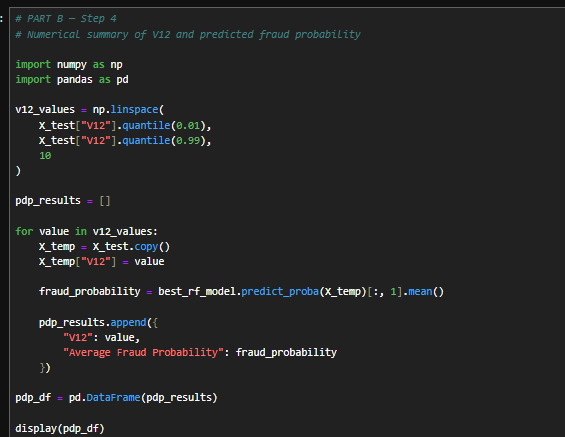 :
# PART B — Step 4
# Numerical summary of V12 and predicted fraud probability
import numpy as np
import pandas as pd
v12_values = np.linspace(
X_test["V12"].quantile(0.01),
X_test["V12"].quantile(0.99),
10
)
pdp_results = []
for value in v12_values:
X_temp = X_test.copy()
X_temp["V12"] = value
fraud_probability = best_rf_model.predict_proba(X_temp)[:, 1].mean()
pdp_results.append({
"V12": value,
"Average Fraud Probability": fraud_probability
})
pdp_df = pd.DataFrame(pdp_results)
display(pdp_df)